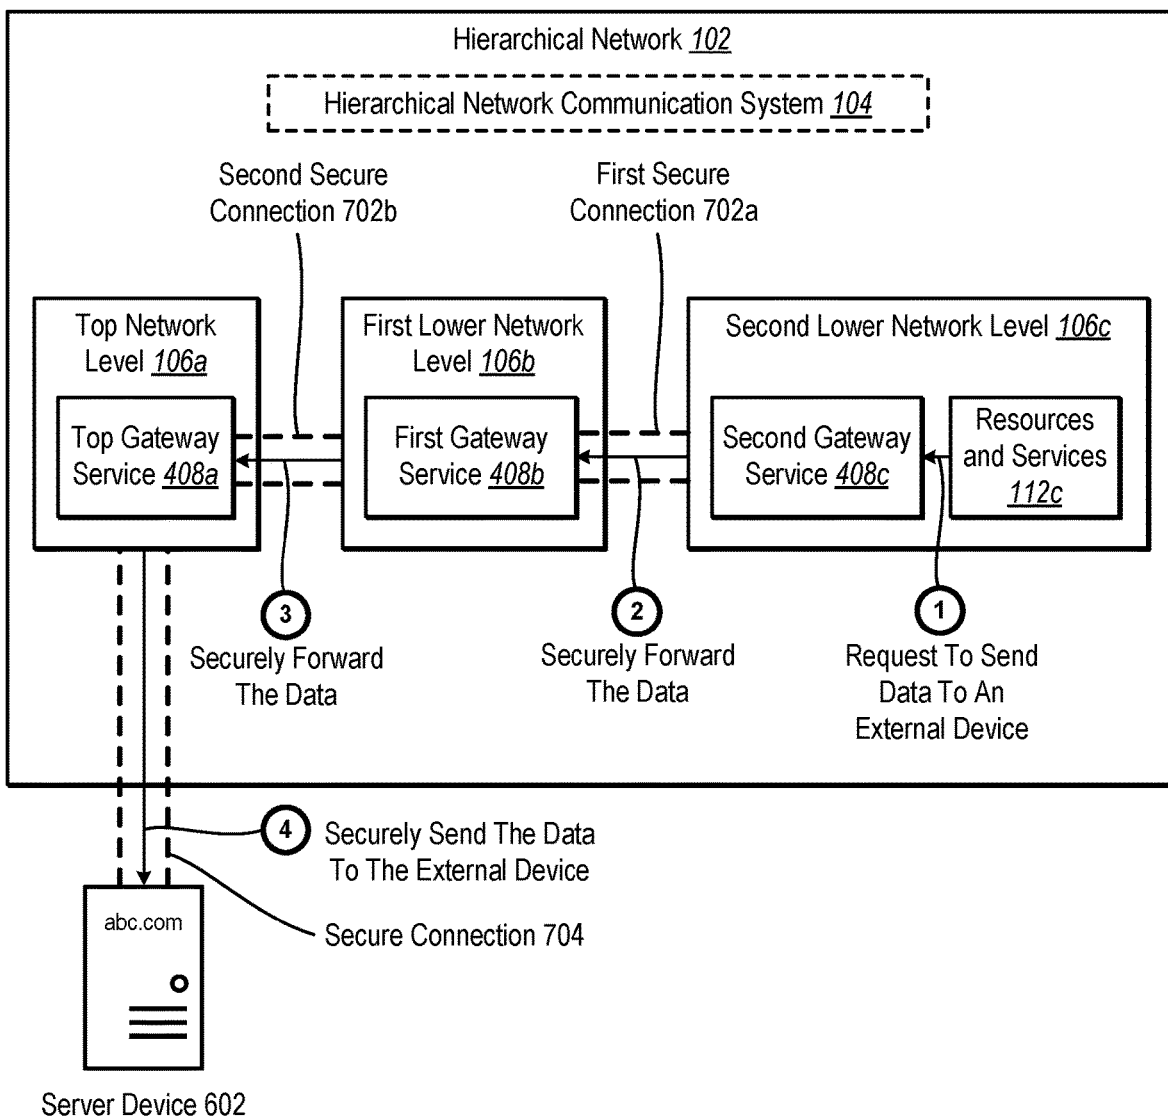 Hierarchical Network 102
Hierarchical Network Communication System 104
Second Secure
Connection 702b
First Secure
Connection 702a
Top Network
Level 106a
First Lower Network
Level 106b
Second Lower Network Level 106c
Top Gateway
Service 408a
First Gateway
Service 408b
Second Gateway
Service 408c
Resources
and Services
112c
3
Securely Forward
The Data
2
Securely Forward
The Data
1
Request To Send
Data To An
External Device
4
Securely Send The Data
To The External Device
abc.com
Secure Connection 704
Server Device 602